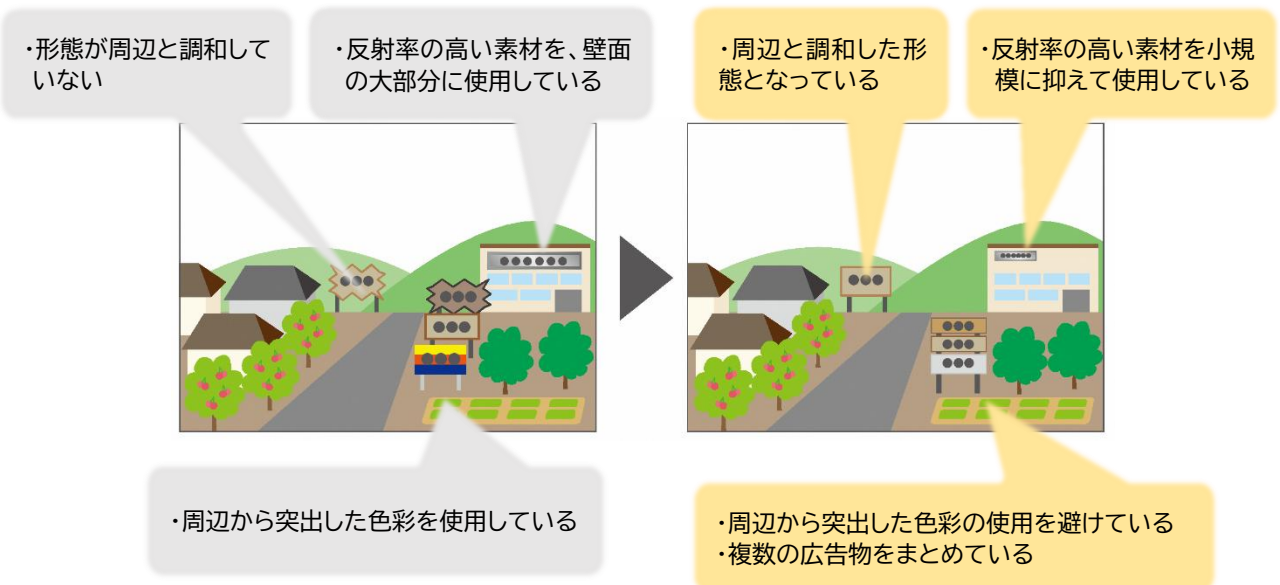 ・形態が周辺と調和して
いない
・反射率の高い素材を、壁面
の大部分に使用している
・周辺と調和した形
態となっている
・反射率の高い素材を小規
模に抑えて使用している
・周辺から突出した色彩を使用している
・周辺から突出した色彩の使用を避けている
・複数の広告物をまとめている